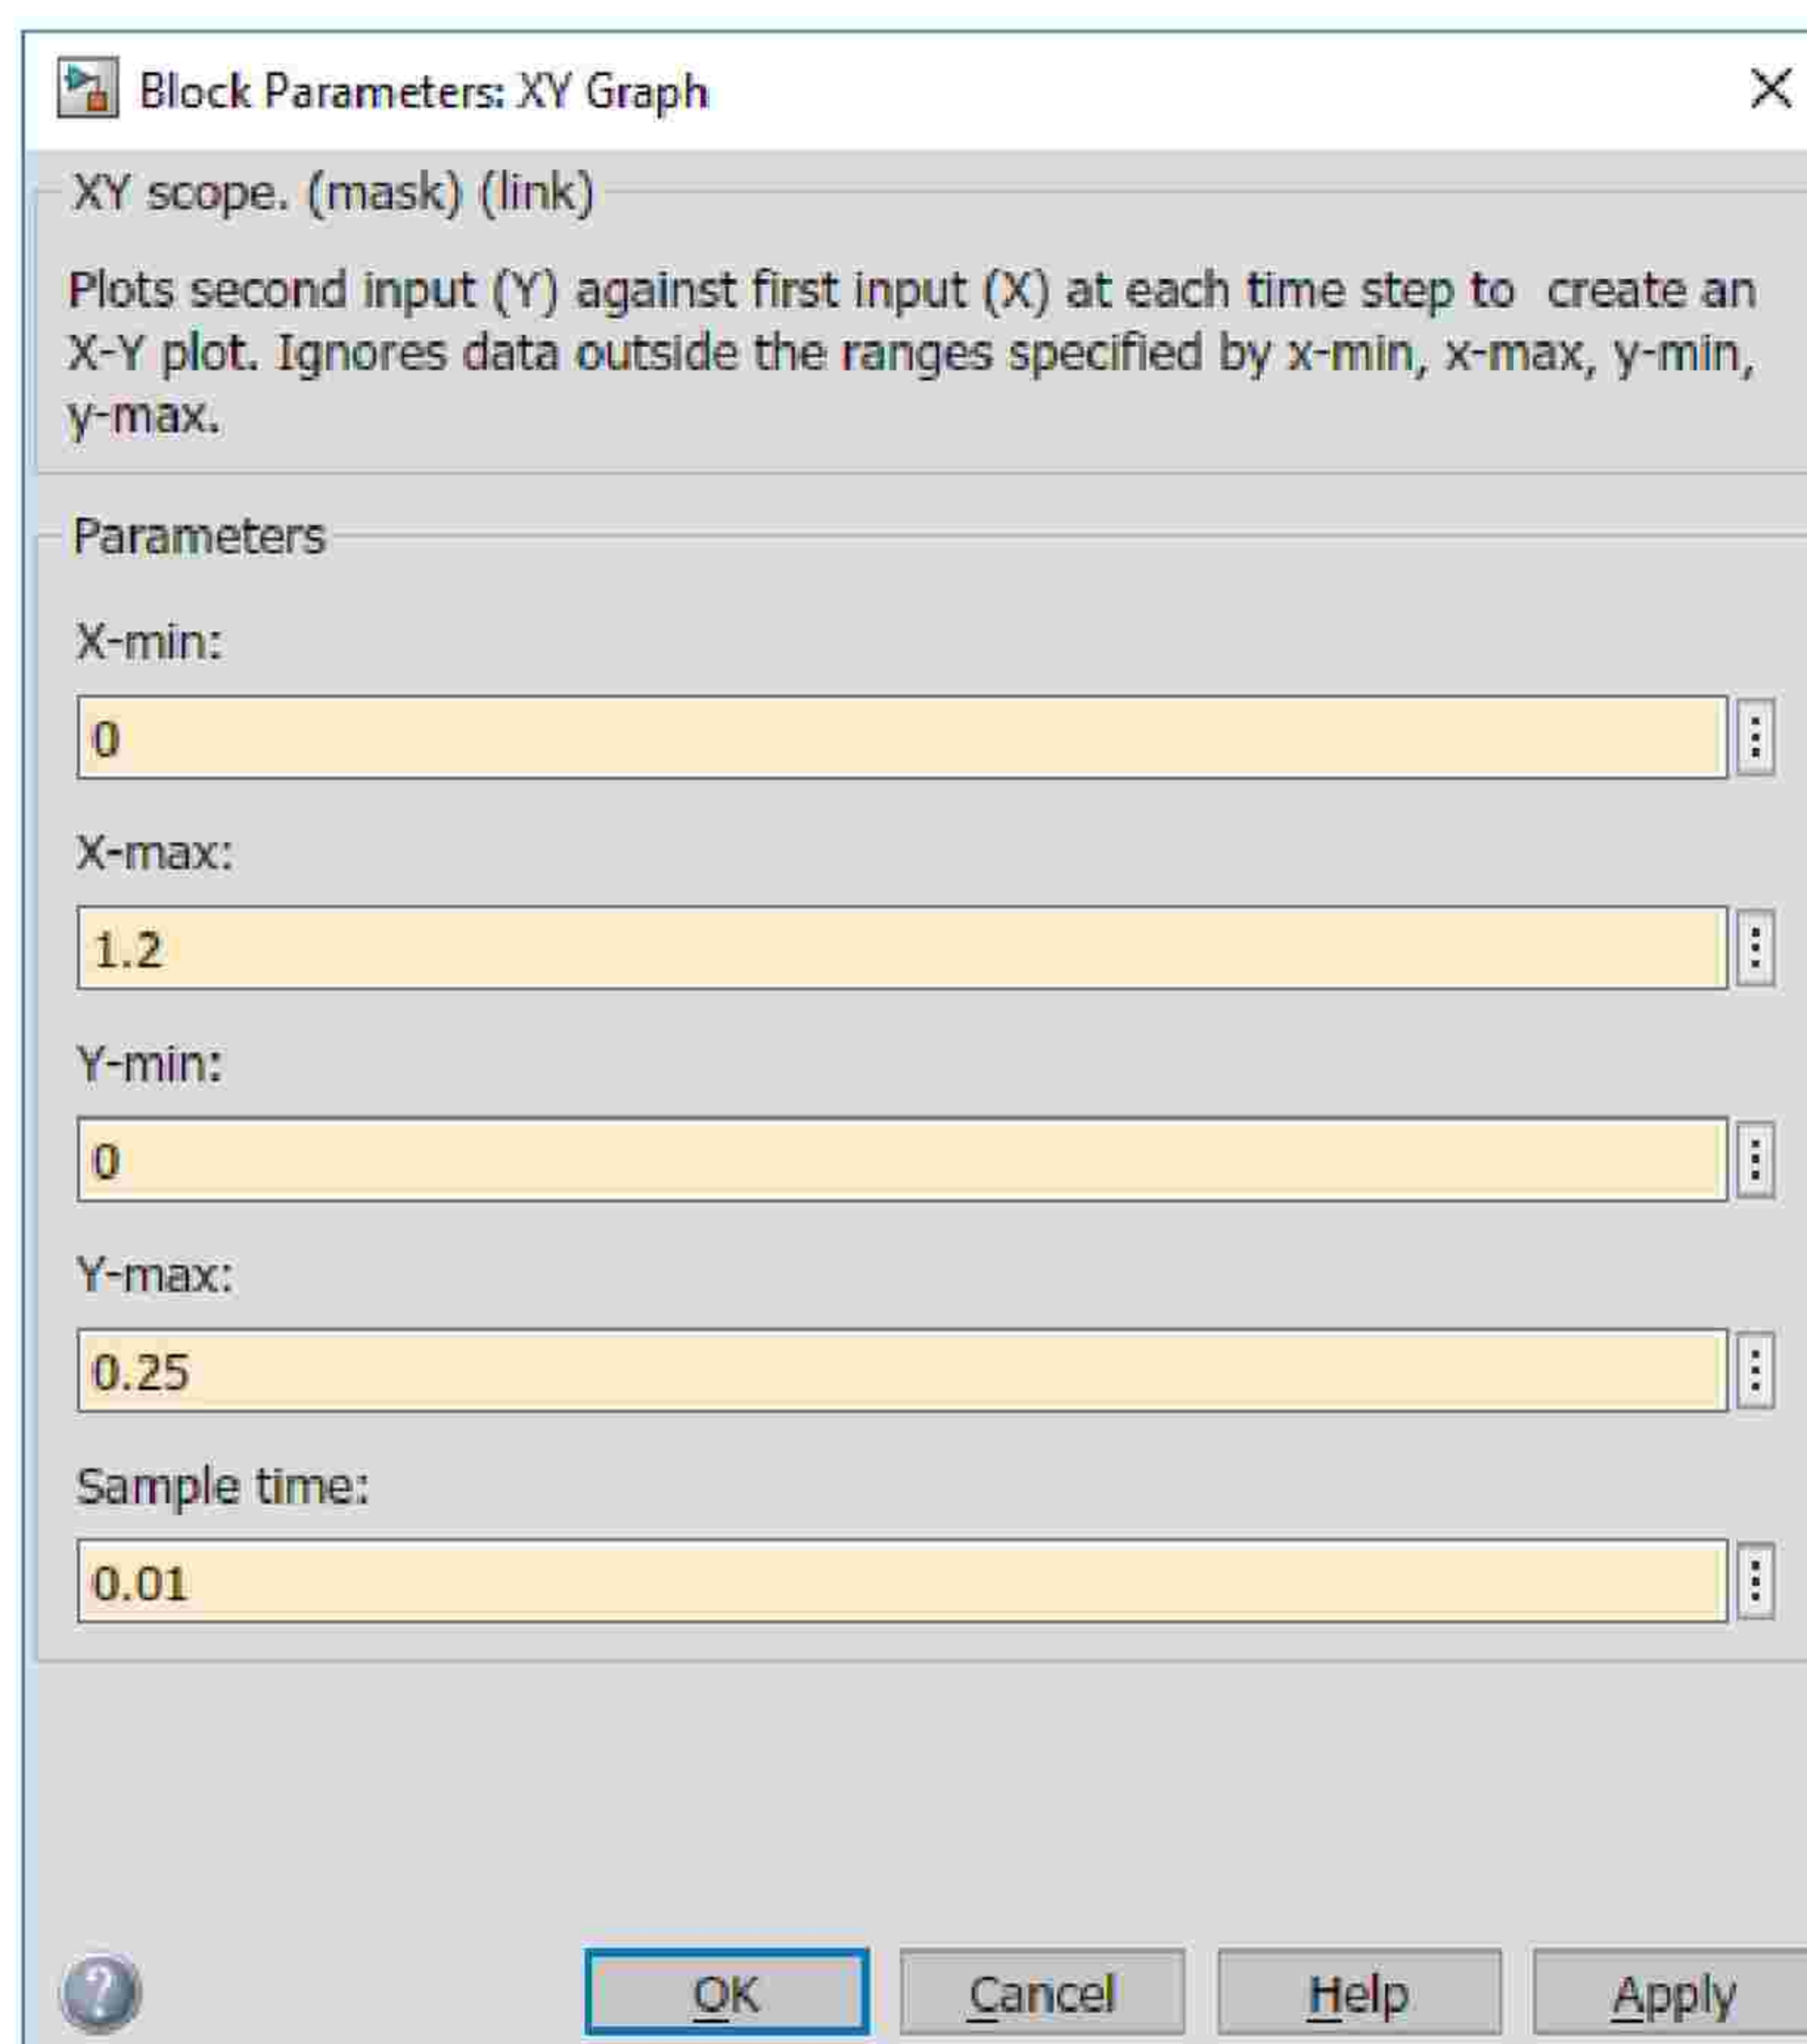 Block Parameters: XY Graph
XY scope. (mask) (link)
Plots second input (Y) against first input (X) at each time step to create an
X-Y plot. Ignores data outside the ranges specified by x-min, x-max, y-min,
y-max.
Parameters
X-min:
0
X-max:
1.2
Y-min:
0
Y-max:
0.25
Sample time:
0.01
? OK Cancel Help Apply